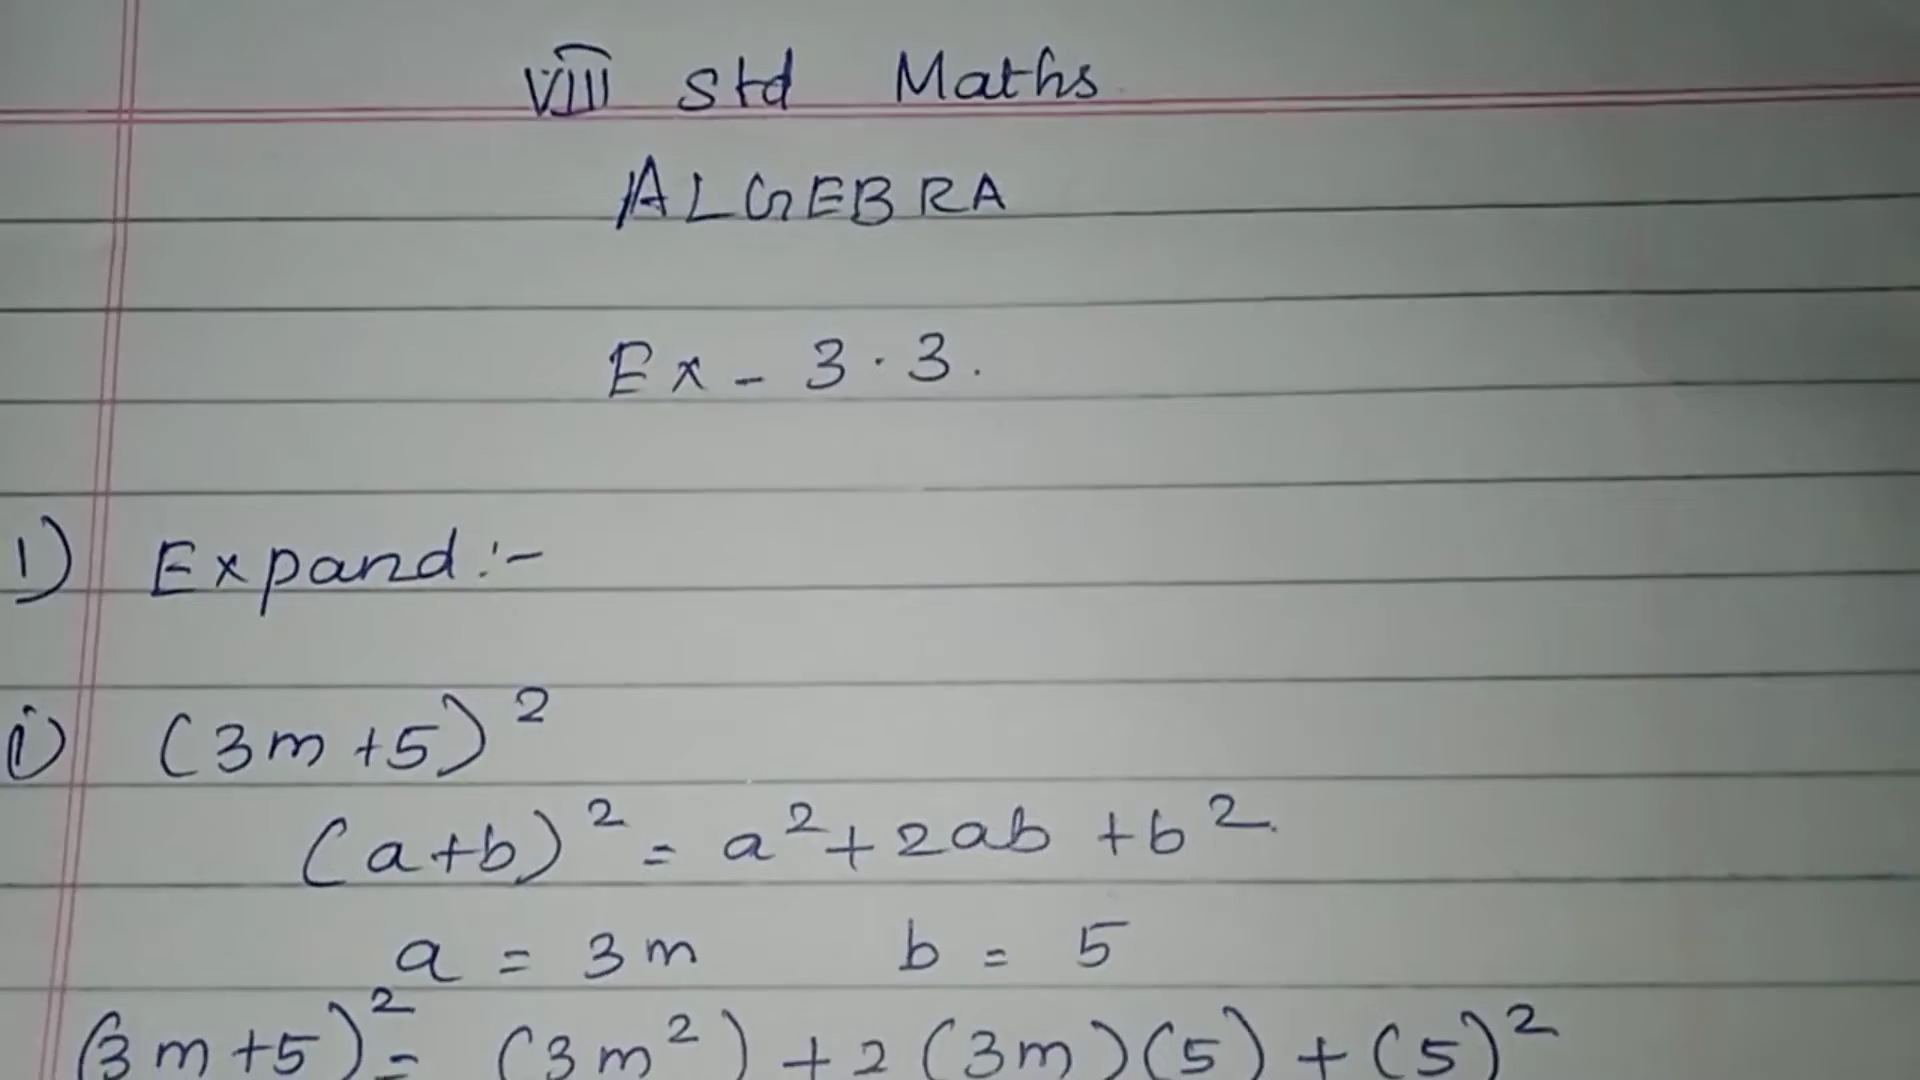 VIII std Maths
ALGEBRA
Ex - 3.3.
1) Expand :-
i) (3m+5)²
(a+b)² = a² + 2ab + b².
a = 3m b = 5
(3m+5)² = (3m²) + 2(3m)(5) + (5)²